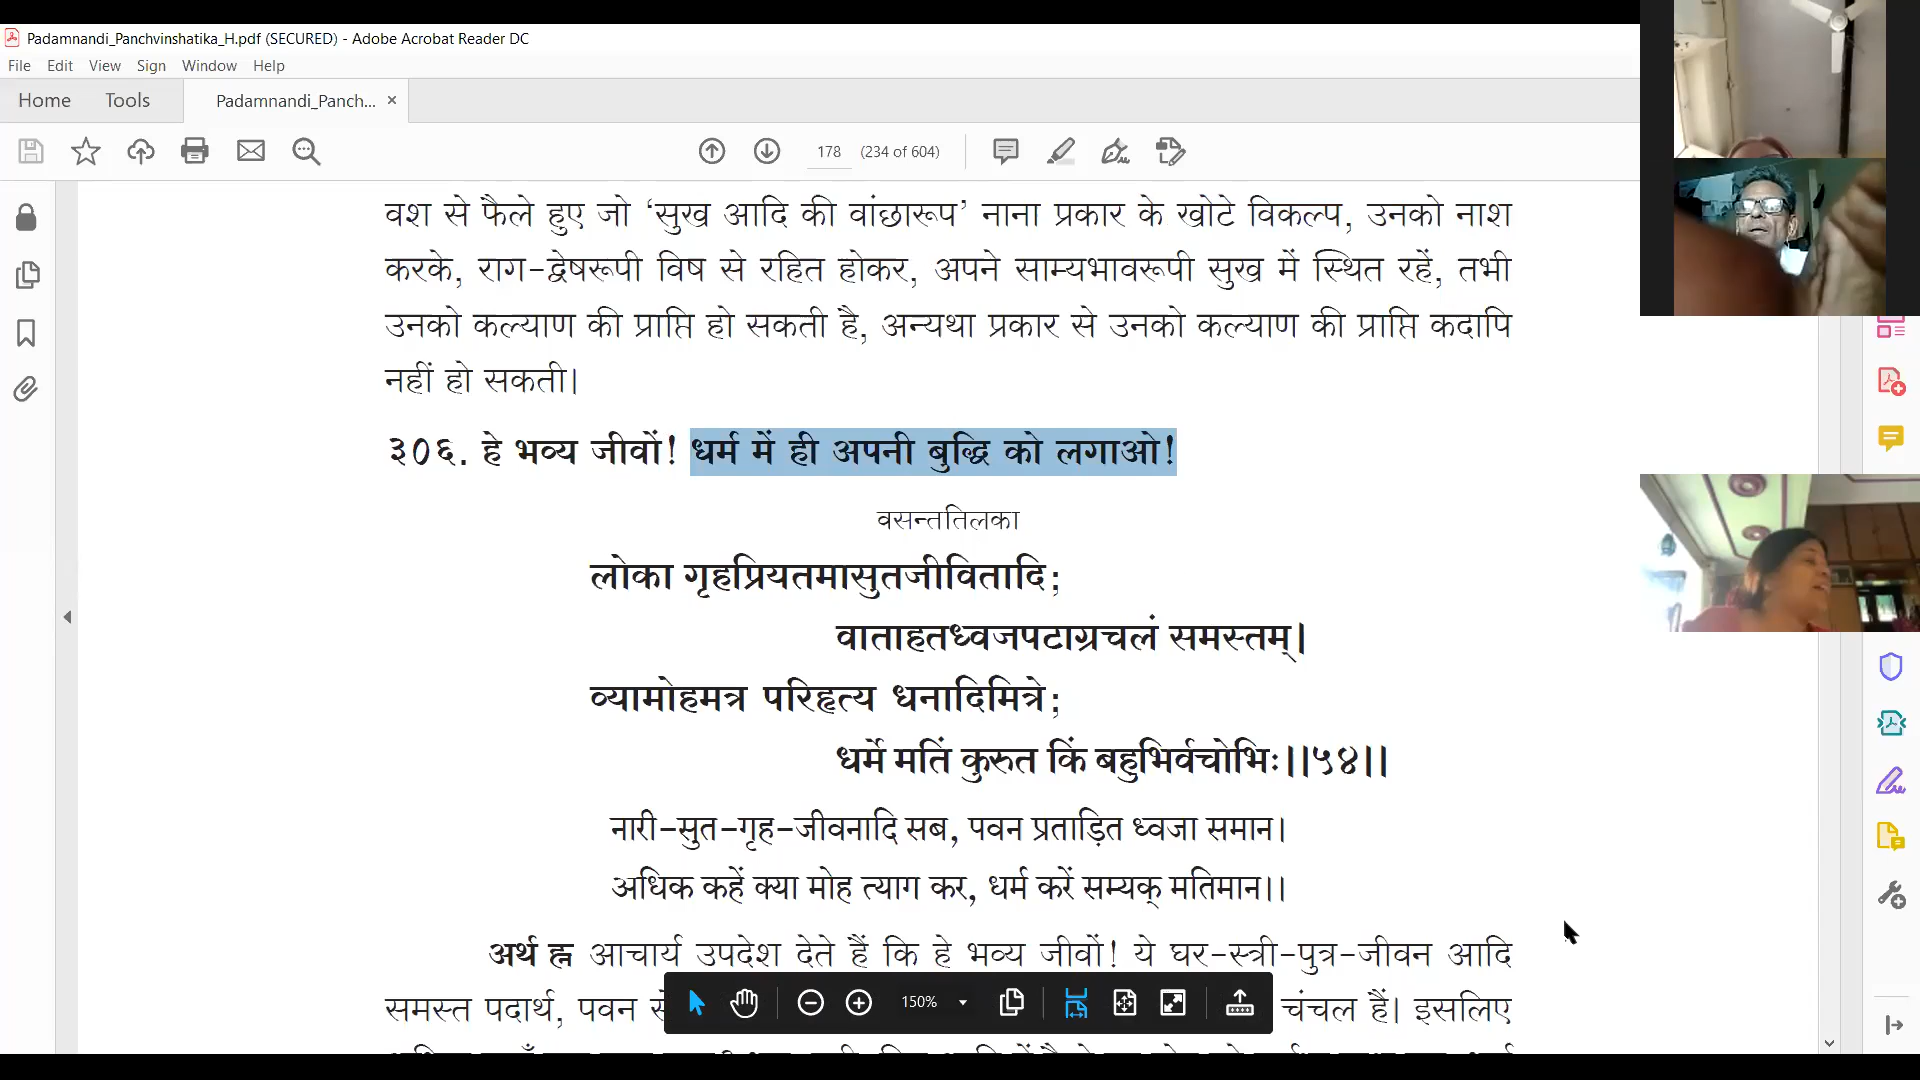 Padamnandi_Panchvinshatika_H.pdf (SECURED) - Adobe Acrobat Reader DC
File Edit View Sign Window Help
Home Tools Padamnandi_Panch... ×
178 (234 of 604)
वश से फैले हुए जो ‘सुख आदि की वांछारूप’ नाना प्रकार के खोटे विकल्प, उनको नाश
करके, राग-द्वेषरूपी विष से रहित होकर, अपने साम्यभावरूपी सुख में स्थित रहें, तभी
उनको कल्याण की प्राप्ति हो सकती है, अन्यथा प्रकार से उनको कल्याण की प्राप्ति कदापि
नहीं हो सकती।
३०६. हे भव्य जीवों! धर्म में ही अपनी बुद्धि को लगाओ!
वसन्ततिलका
लोका गृहप्रियतमासुतजीवितादि;
वाताहतध्वजपटाग्रचलं समस्तम्।
व्यामोहमत्र परिहृत्य धनादिमित्रे;
धर्मे मतिं कुरुत किं बहुभिर्वचोभिः।।५४।।
नारी-सुत-गृह-जीवनादि सब, पवन प्रताड़ित ध्वजा समान।
अधिक कहें क्या मोह त्याग कर, धर्म करें सम्यक् मतिमान।।
अर्थ ह्न आचार्य उपदेश देते हैं कि हे भव्य जीवों! ये घर-स्त्री-पुत्र-जीवन आदि
समस्त पदार्थ, पवन से चंचल हैं। इसलिए
150%